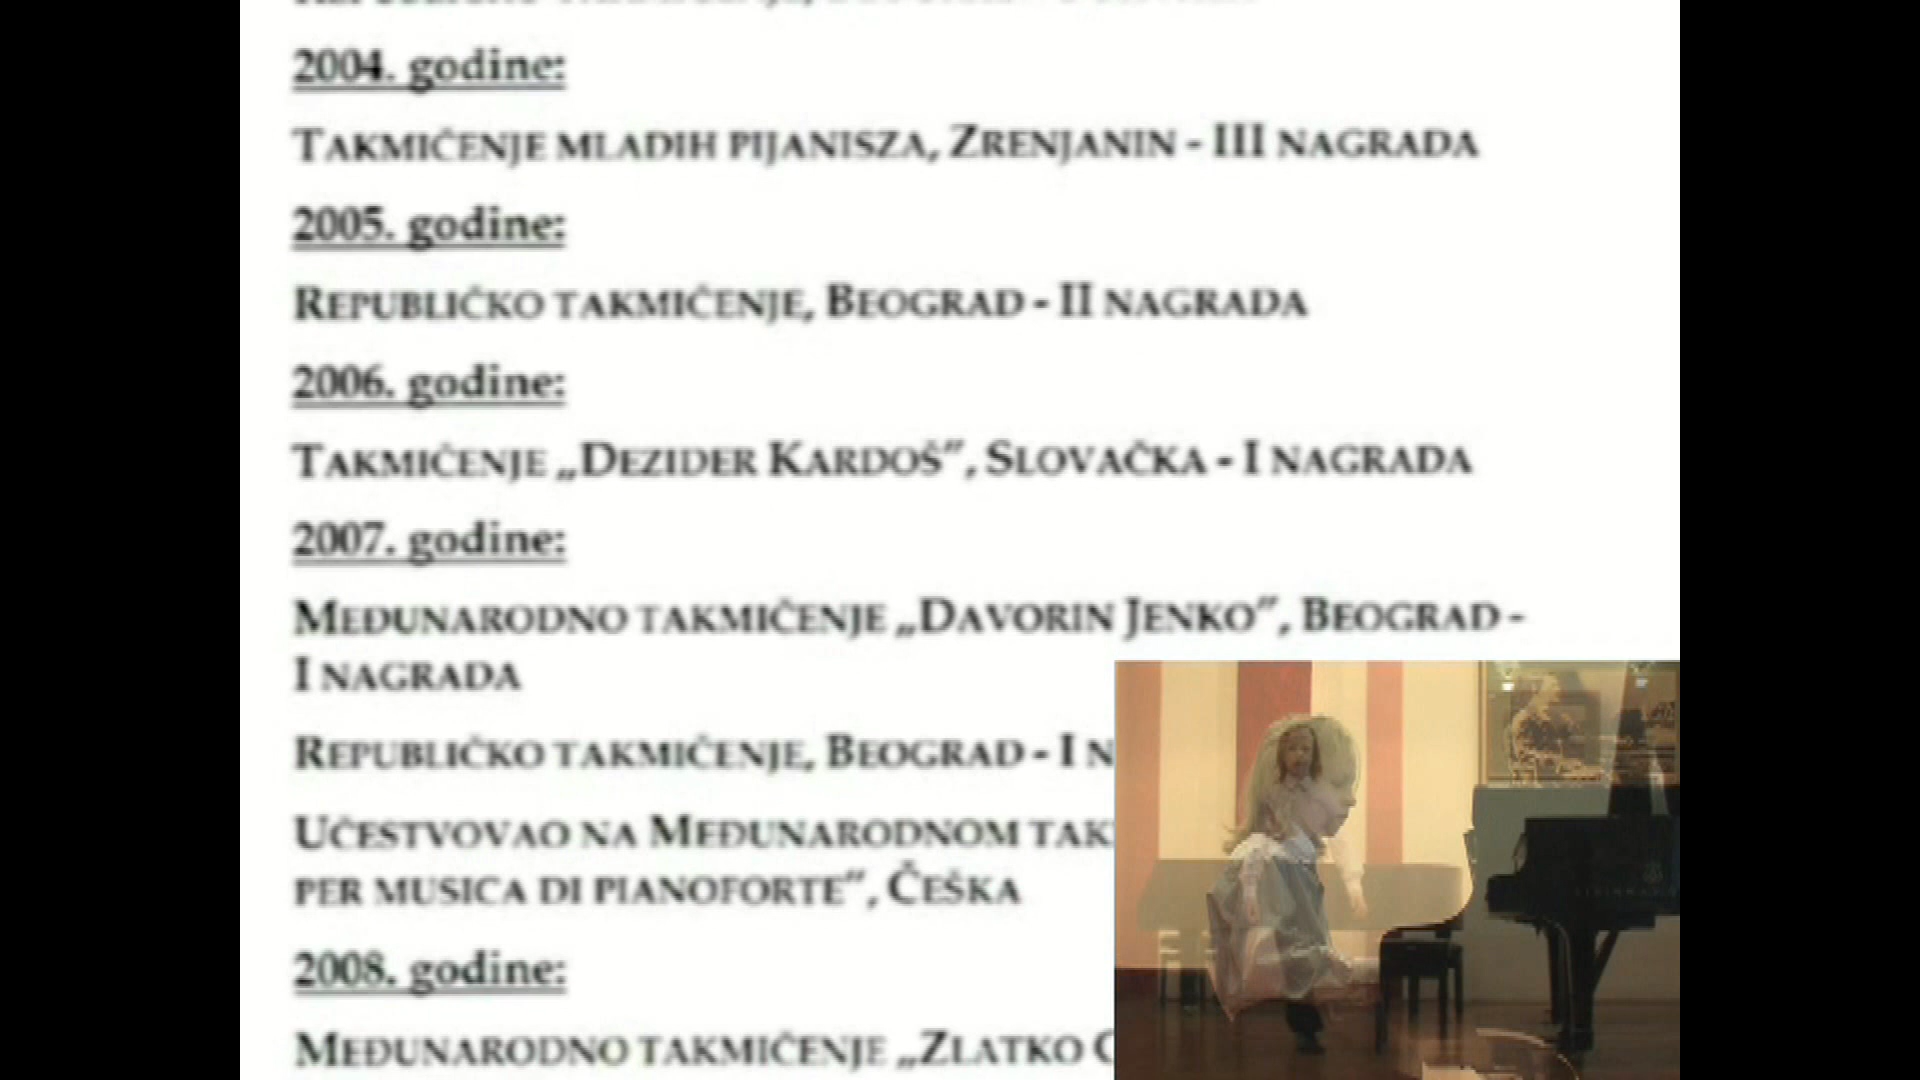 2004. godine:
TAKMIČENJE MLADIH PIJANISZA, ZRENJANIN - III NAGRADA
2005. godine:
REPUBLIČKO TAKMIČENJE, BEOGRAD - II NAGRADA
2006. godine:
TAKMIČENJE „DEZIDER KARDOŠ”, SLOVAČKA - I NAGRADA
2007. godine:
MEĐUNARODNO TAKMIČENJE „DAVORIN JENKO”, BEOGRAD -
I NAGRADA
REPUBLIČKO TAKMIČENJE, BEOGRAD - I N
UČESTVOVAO NA MEĐUNARODNOM TAK
PER MUSICA DI PIANOFORTE”, ČEŠKA
2008. godine:
MEĐUNARODNO TAKMIČENJE „ZLATKO